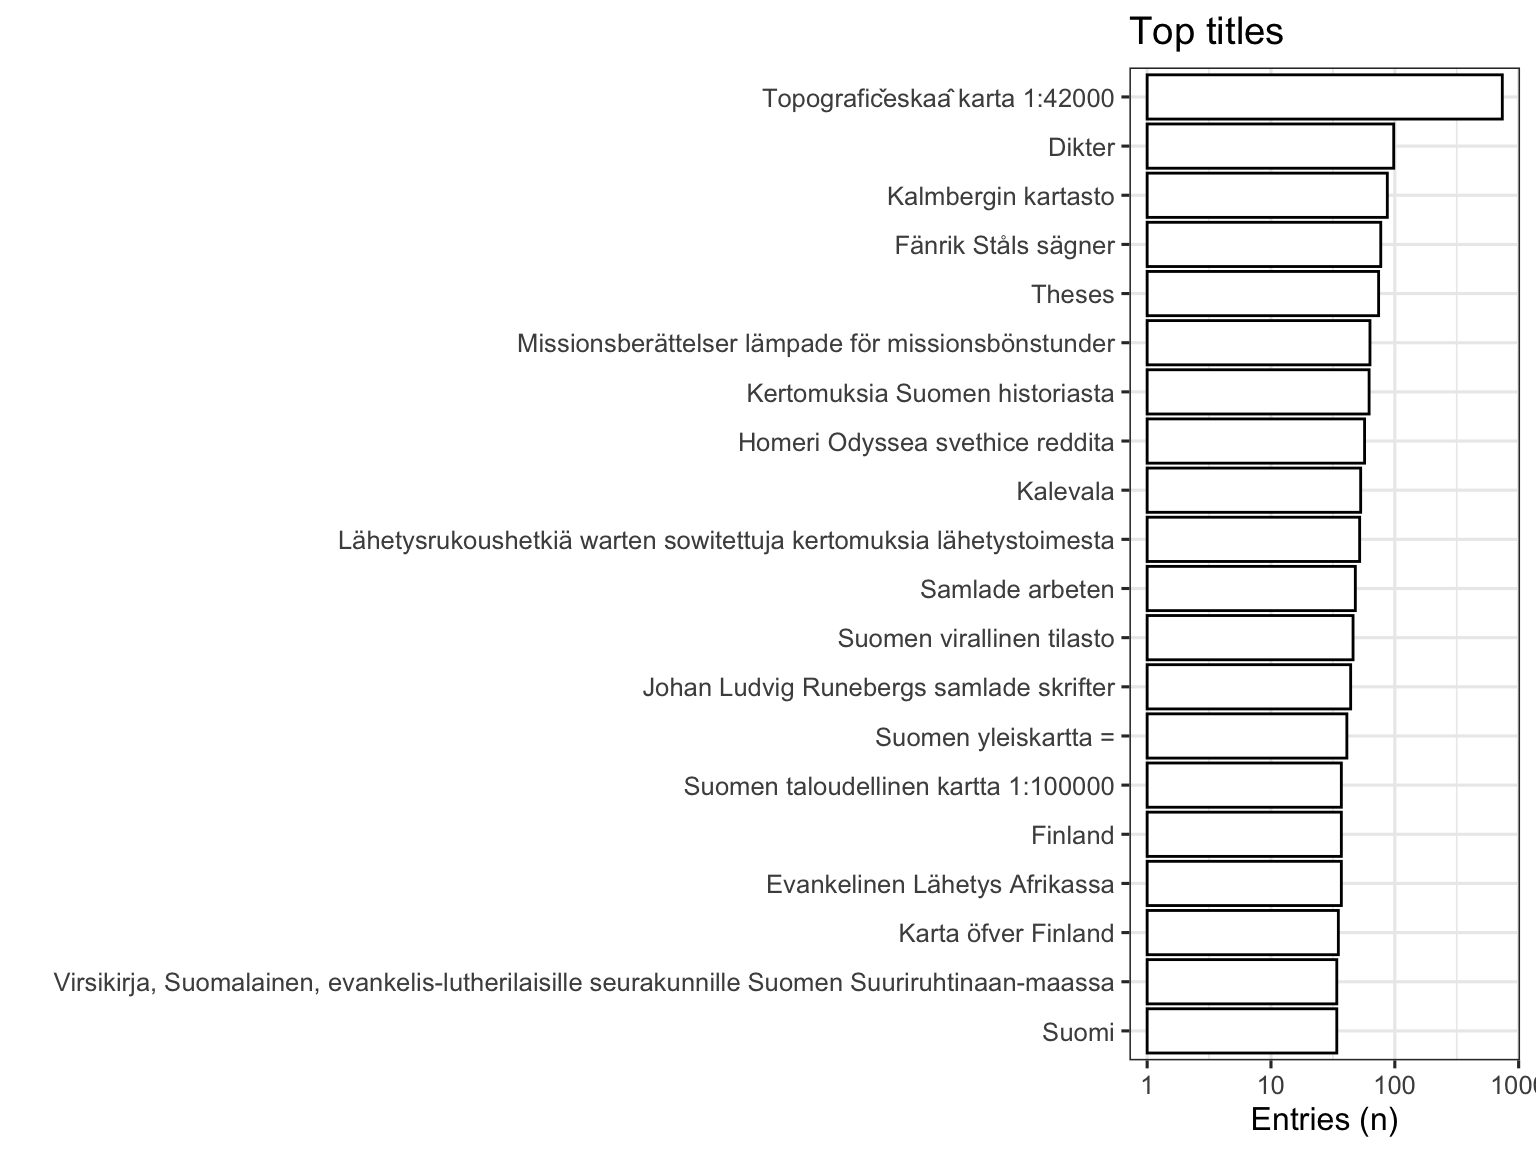 Top titles
Topografičeskaâ karta 1:42000
Dikter
Kalmbergin kartasto
Fänrik Ståls sägner
Theses
Missionsberättelser lämpade för missionsbönstunder
Kertomuksia Suomen historiasta
Homeri Odyssea svethice reddita
Kalevala
Lähetysrukoushetkiä warten sowitettuja kertomuksia lähetystoimesta
Samlade arbeten
Suomen virallinen tilasto
Johan Ludvig Runebergs samlade skrifter
Suomen yleiskartta =
Suomen taloudellinen kartta 1:100000
Finland
Evankelinen Lähetys Afrikassa
Karta öfver Finland
Virsikirja, Suomalainen, evankelis-lutherilaisille seurakunnille Suomen Suuriruhtinaan-maassa
Suomi
1 10 100 1000
Entries (n)